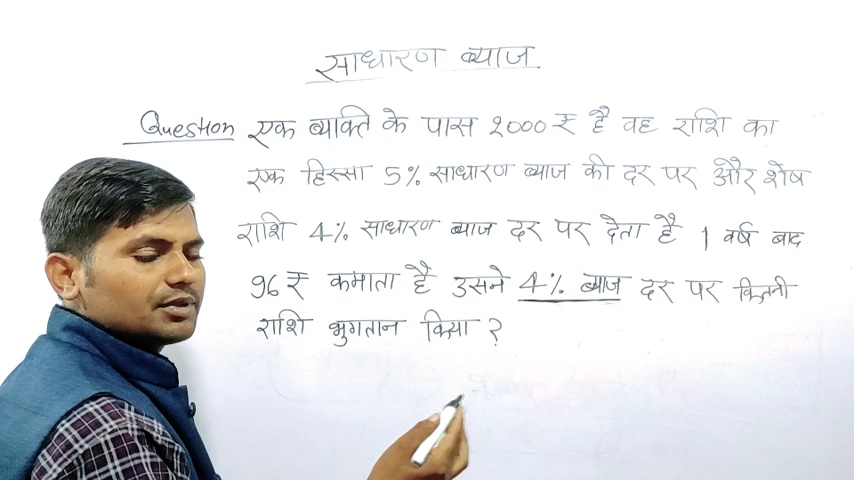 साधारण ब्याज
Question एक व्यक्ति के पास २००० ₹ है वह राशि का
एक हिस्सा 5% साधारण ब्याज की दर पर और शेष
राशि 4% साधारण ब्याज दर पर देता है 1 वर्ष बाद
96 ₹ कमाता है उसने 4% ब्याज दर पर कितनी
राशि भुगतान किया ?